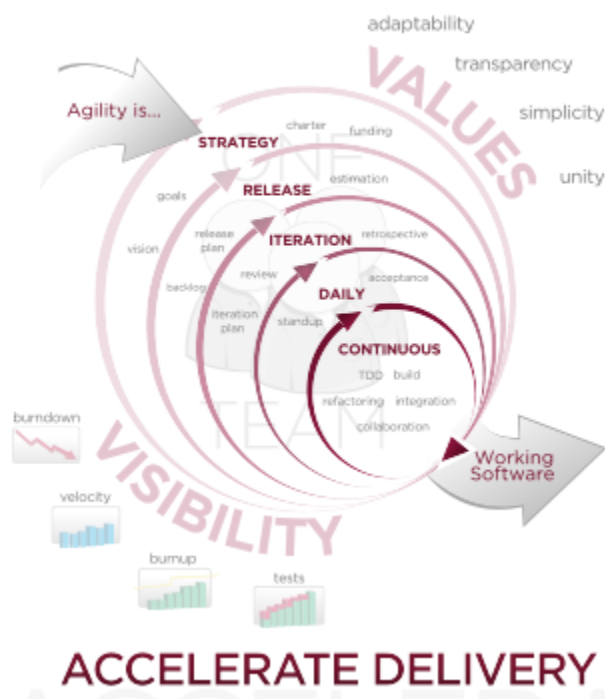 adaptability
VALUES
transparency
Agility is...
simplicity
charter
funding
STRATEGY
ONE
unity
estimation
RELEASE
goals
release
plan
retrospective
ITERATION
vision
review
acceptance
backlog
DAILY
iteration
plan
standup
CONTINUOUS
TDD build
refactoring integration
TEAM
collaboration
burndown
VISIBILITY
Working
Software
velocity
burnup
tests
ACCELERATE DELIVERY